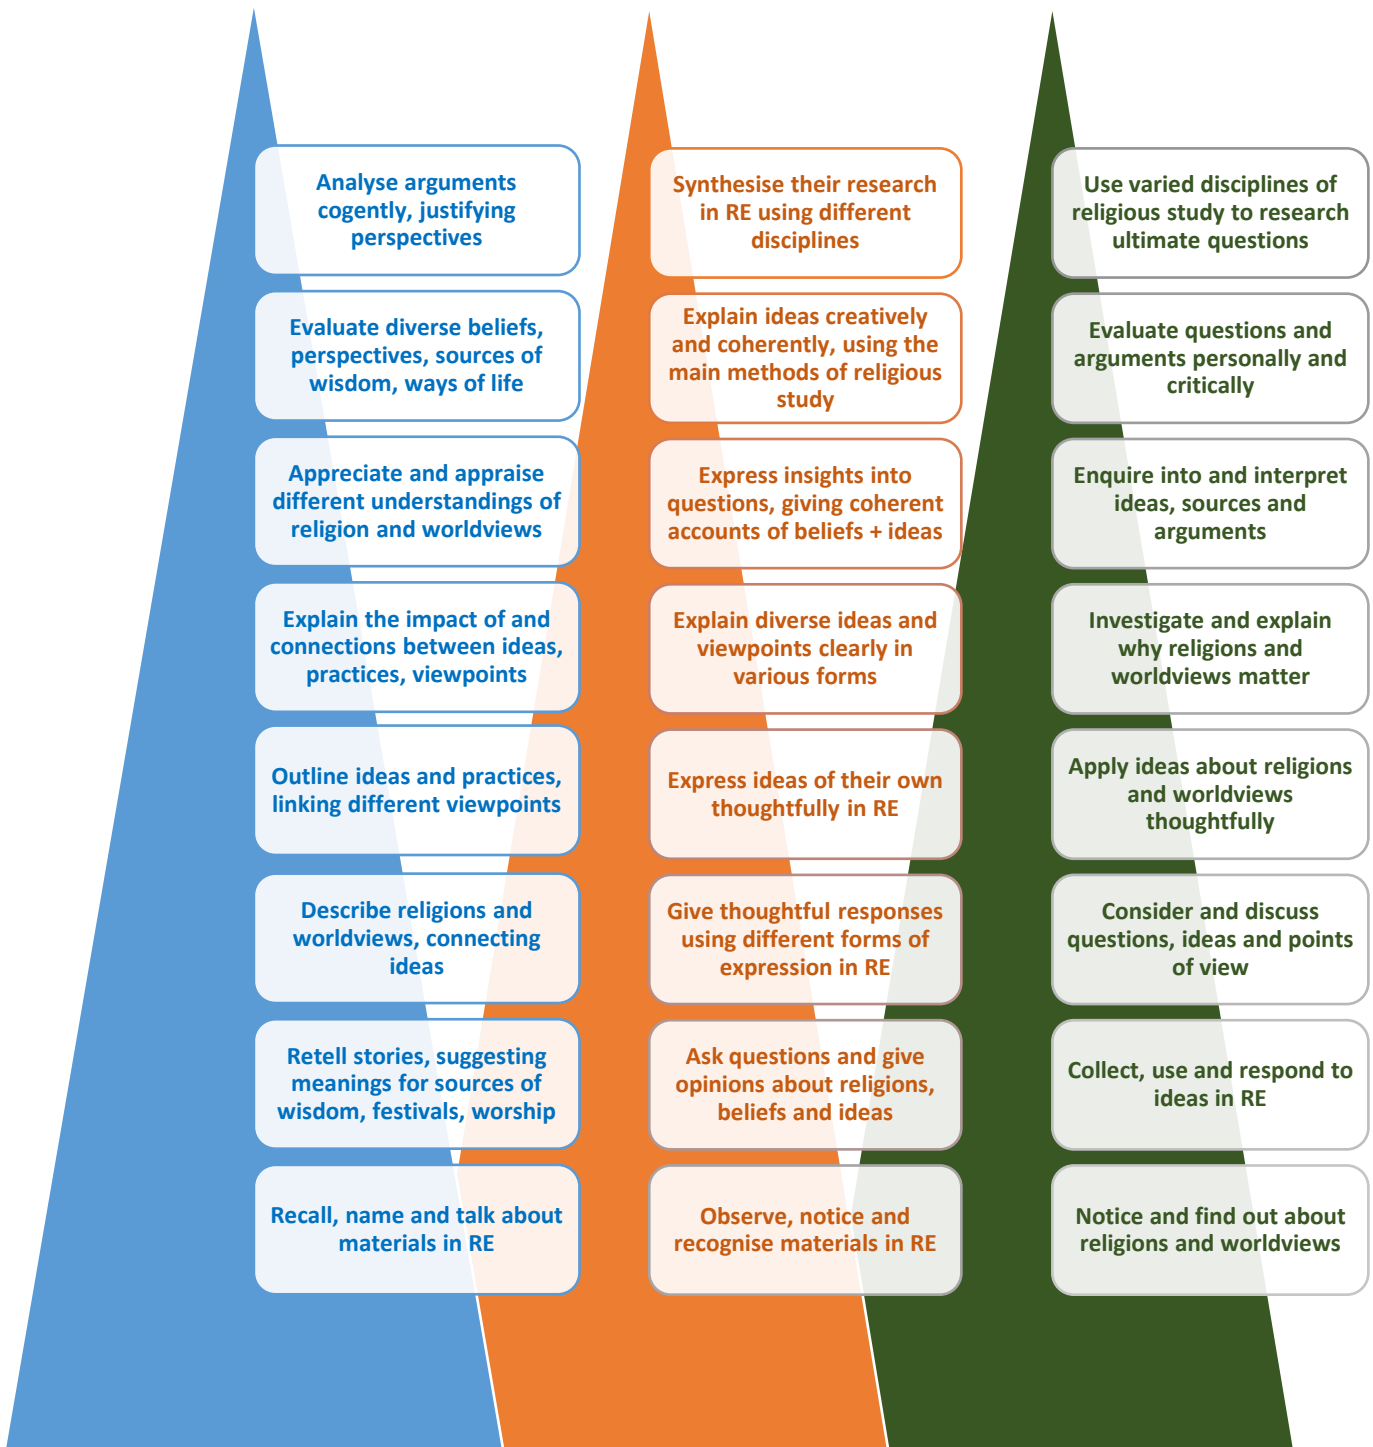 Analyse arguments
cogently, justifying
perspectives
Evaluate diverse beliefs,
perspectives, sources of
wisdom, ways of life
Appreciate and appraise
different understandings of
religion and worldviews
Explain the impact of and
connections between ideas,
practices, viewpoints
Outline ideas and practices,
linking different viewpoints
Describe religions and
worldviews, connecting
ideas
Retell stories, suggesting
meanings for sources of
wisdom, festivals, worship
Recall, name and talk about
materials in RE
Synthesise their research
in RE using different
disciplines
Explain ideas creatively
and coherently, using the
main methods of religious
study
Express insights into
questions, giving coherent
accounts of beliefs + ideas
Explain diverse ideas and
viewpoints clearly in
various forms
Express ideas of their own
thoughtfully in RE
Give thoughtful responses
using different forms of
expression in RE
Ask questions and give
opinions about religions,
beliefs and ideas
Observe, notice and
recognise materials in RE
Use varied disciplines of
religious study to research
ultimate questions
Evaluate questions and
arguments personally and
critically
Enquire into and interpret
ideas, sources and
arguments
Investigate and explain
why religions and
worldviews matter
Apply ideas about religions
and worldviews
thoughtfully
Consider and discuss
questions, ideas and points
of view
Collect, use and respond to
ideas in RE
Notice and find out about
religions and worldviews